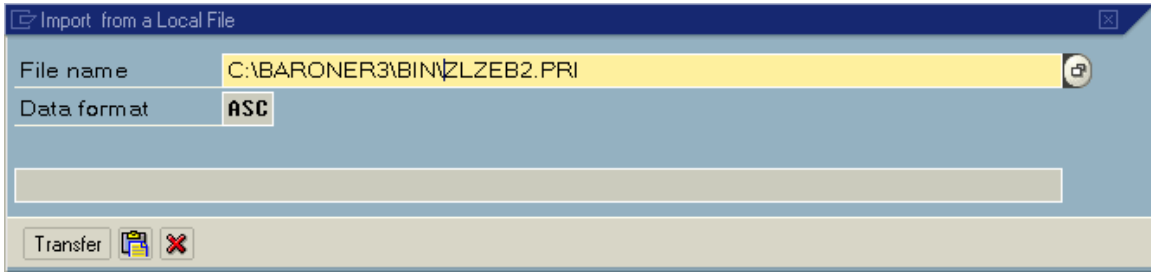 Import from a Local File
File name C:\BARONER3\BIN\ZLZEB2.PRI
Data format ASC
Transfer